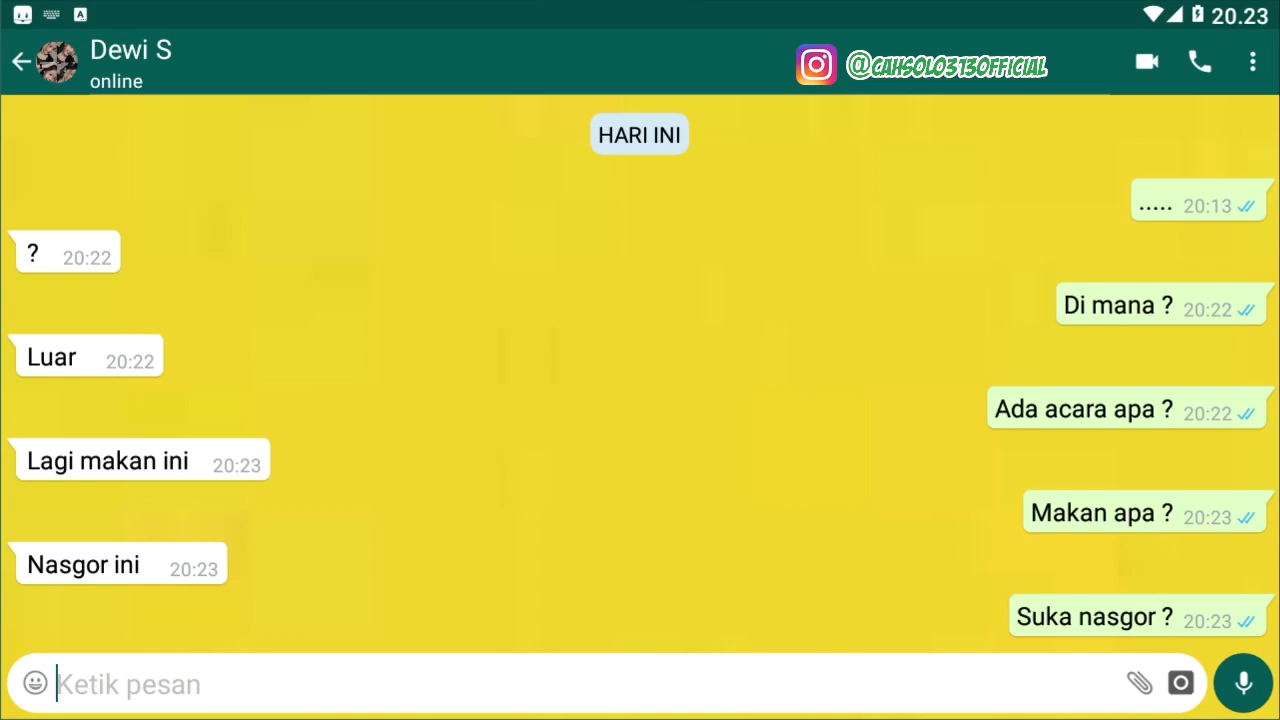 20.23
Dewi S
online
@CAHSOLO313OFFICIAL
HARI INI
..... 20:13
? 20:22
Di mana ? 20:22
Luar 20:22
Ada acara apa ? 20:22
Lagi makan ini 20:23
Makan apa ? 20:23
Nasgor ini 20:23
Suka nasgor ? 20:23
Ketik pesan